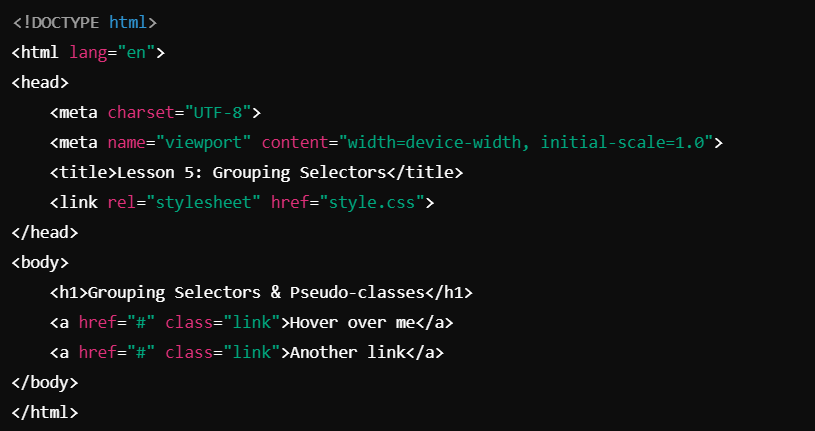 <!DOCTYPE html>
<html lang="en">
<head>
    <meta charset="UTF-8">
    <meta name="viewport" content="width=device-width, initial-scale=1.0">
    <title>Lesson 5: Grouping Selectors</title>
    <link rel="stylesheet" href="style.css">
</head>
<body>
    <h1>Grouping Selectors & Pseudo-classes</h1>
    <a href="#" class="link">Hover over me</a>
    <a href="#" class="link">Another link</a>
</body>
</html>